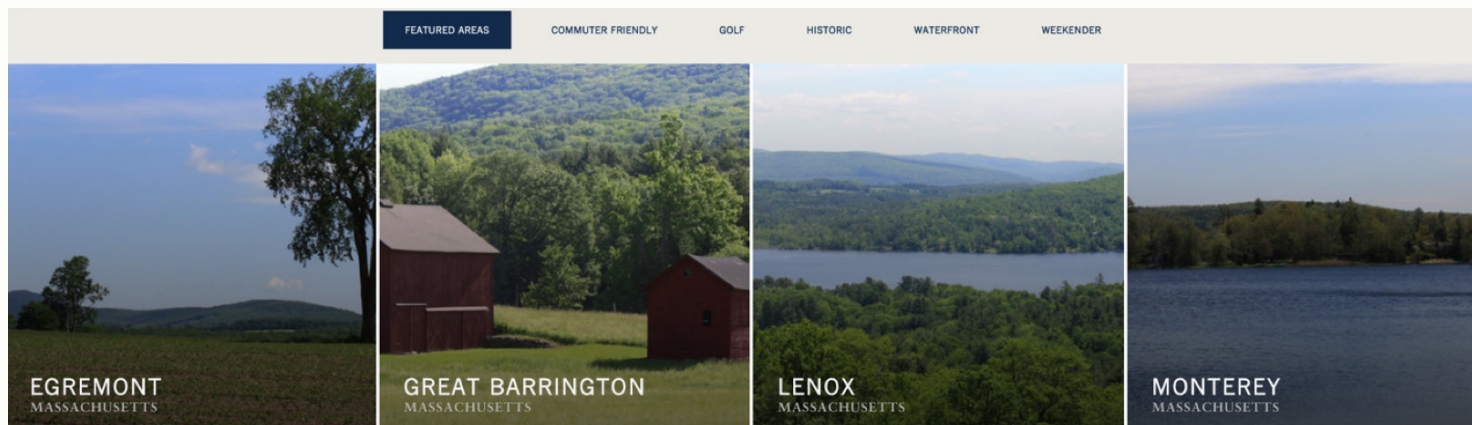 FEATURED AREAS COMMUTER FRIENDLY GOLF HISTORIC WATERFRONT WEEKENDER
EGREMONT
MASSACHUSETTS
GREAT BARRINGTON
MASSACHUSETTS
LENOX
MASSACHUSETTS
MONTEREY
MASSACHUSETTS